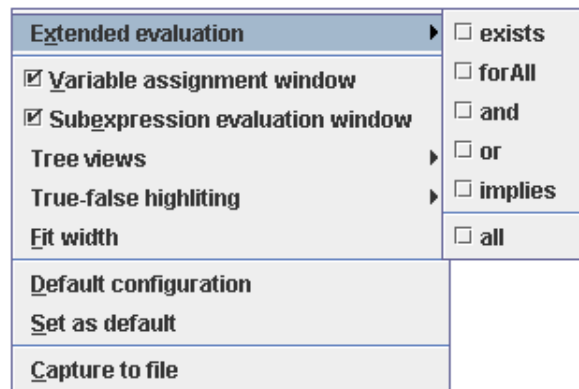 Extended evaluation
Variable assignment window
Subexpression evaluation window
Tree views
True-false highliting
Fit width
Default configuration
Set as default
Capture to file
exists
forAll
and
or
implies
all